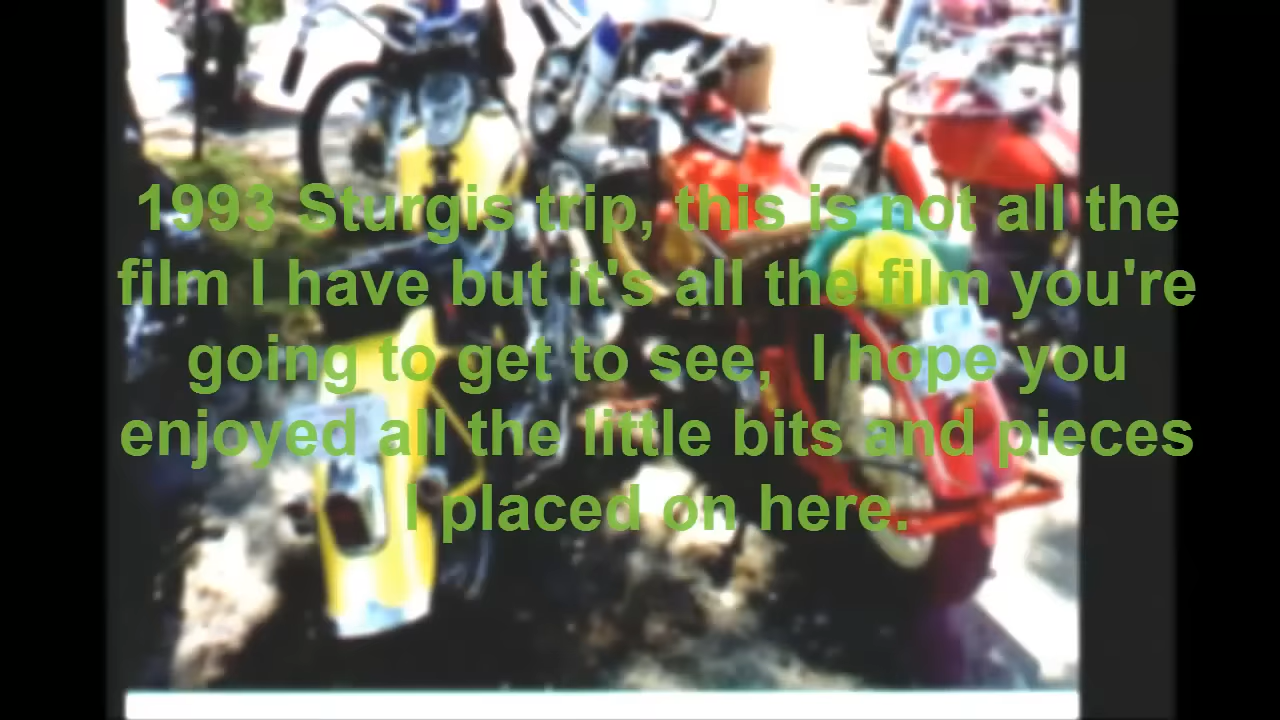 1993 Sturgis trip, this is not all the
film I have but it's all the film you're
going to get to see,  I hope you
enjoyed all the little bits and pieces
I placed on here.